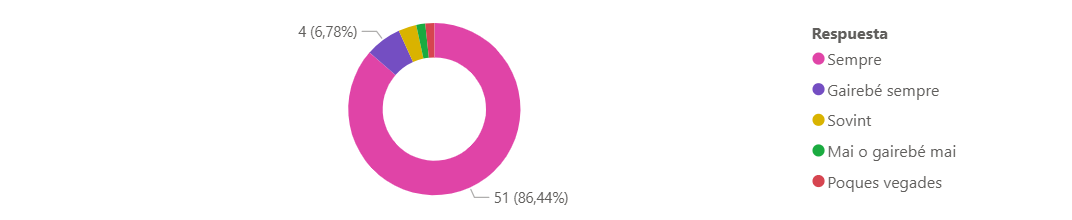 4 (6,78%)
51 (86,44%)
Respuesta
Sempre
Gairebé sempre
Sovint
Mai o gairebé mai
Poques vegades